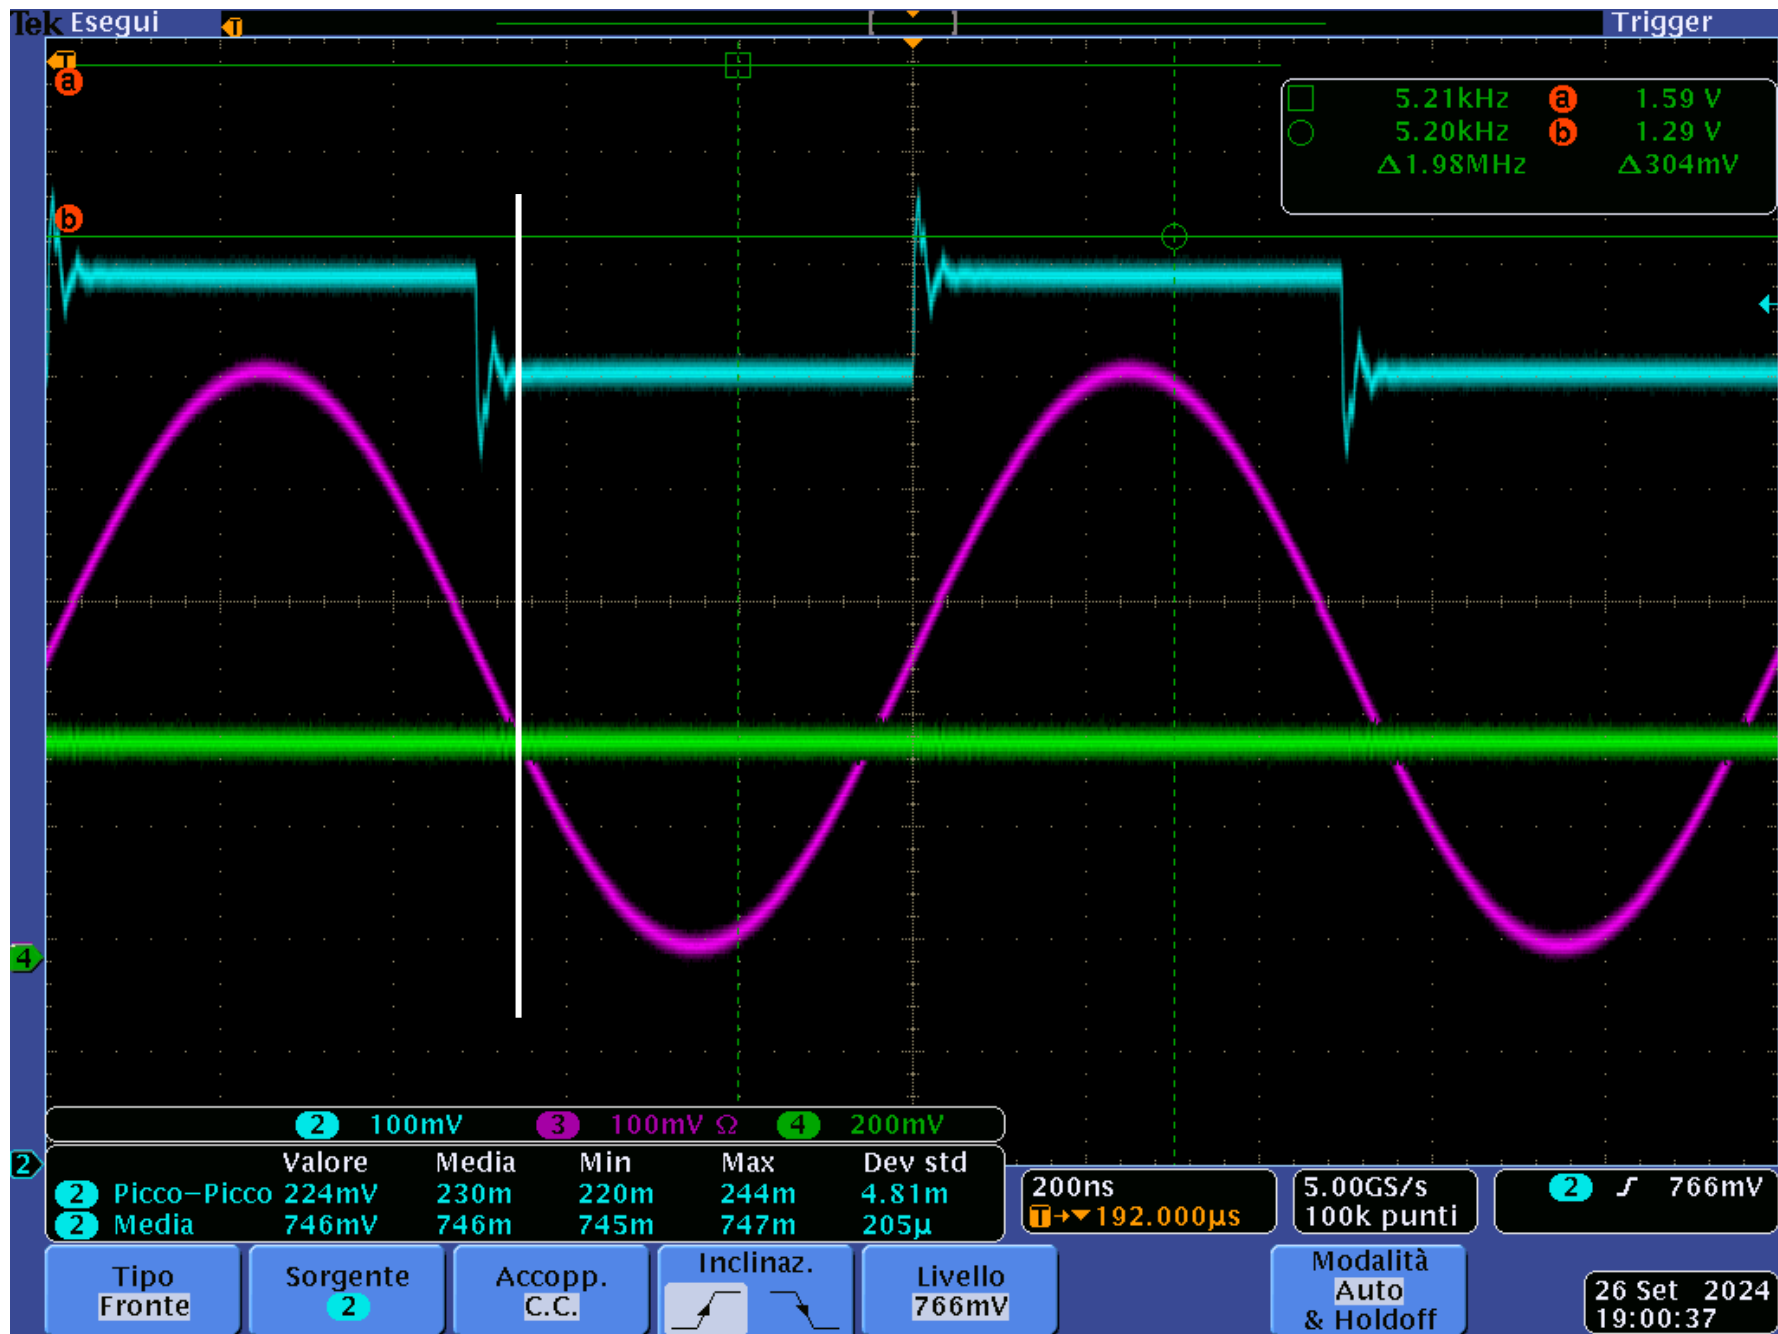 Tek Esegui T Trigger
T
a
5.21kHz a 1.59 V
5.20kHz b 1.29 V
Δ1.98MHz Δ304mV
b
4
2 100mV 3 100mV Ω 4 200mV
2
Valore Media Min Max Dev std
2 Picco−Picco 224mV 230m 220m 244m 4.81m
2 Media 746mV 746m 745m 747m 205µ
200ns
T→▼192.000µs
5.00GS/s
100k punti
2 766mV
Tipo
Fronte
Sorgente
2
Accopp.
C.C.
Inclinaz.
Livello
766mV
Modalità
Auto
& Holdoff
26 Set 2024
19:00:37